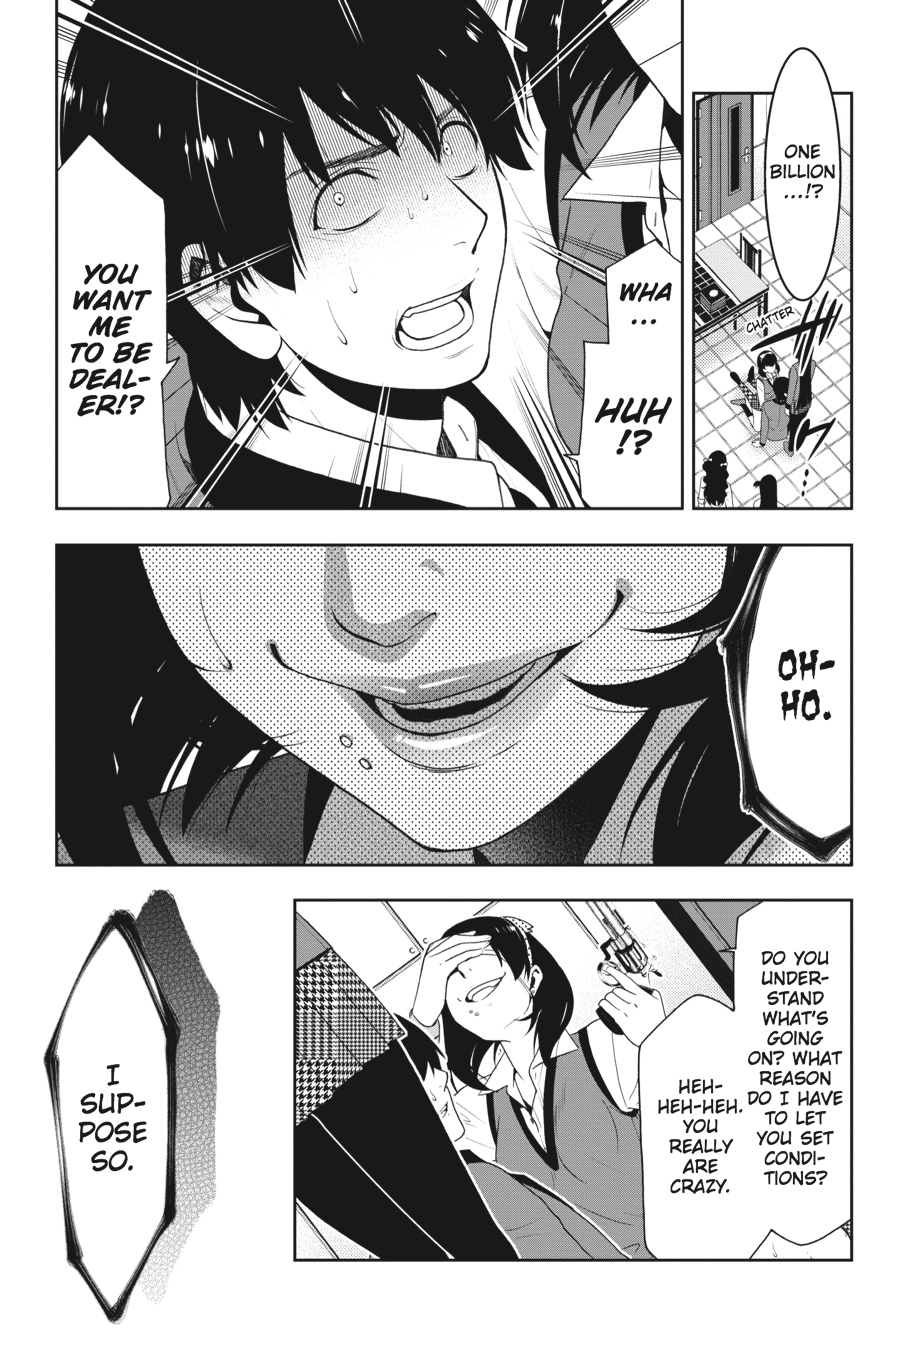 ONE
BILLION
...!?
CHATTER
WHA
...
HUH
!?
YOU
WANT
ME
TO BE
DEAL-
ER!?
OH-
HO.
DO YOU
UNDER-
STAND
WHAT'S
GOING
ON? WHAT
REASON
DO I HAVE
TO LET
YOU SET
CONDI-
TIONS?
HEH-
HEH-HEH.
YOU
REALLY
ARE
CRAZY.
I
SUP-
POSE
SO.